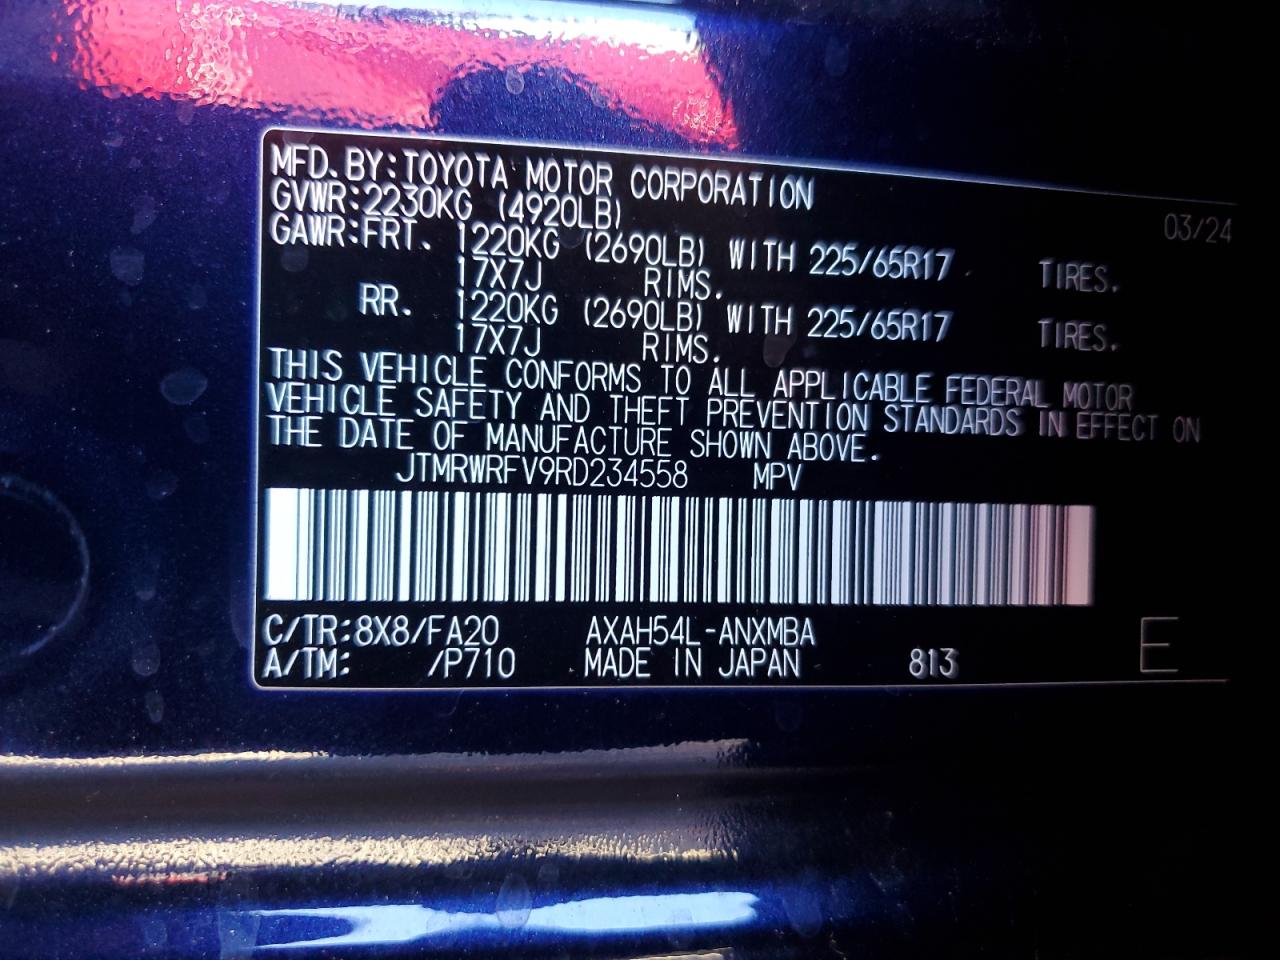 MFD.BY:TOYOTA MOTOR CORPORATION 03/24
GVWR:2230KG (4920LB)
GAWR:FRT. 1220KG (2690LB) WITH 225/65R17 TIRES.
17X7J RIMS.
RR. 1220KG (2690LB) WITH 225/65R17 TIRES.
17X7J RIMS.
THIS VEHICLE CONFORMS TO ALL APPLICABLE FEDERAL MOTOR
VEHICLE SAFETY AND THEFT PREVENTION STANDARDS IN EFFECT ON
THE DATE OF MANUFACTURE SHOWN ABOVE.
JTMRWRFV9RD234558 MPV
C/TR:8X8/FA20 AXAH54L-ANXMBA
A/TM: /P710 MADE IN JAPAN 813 E